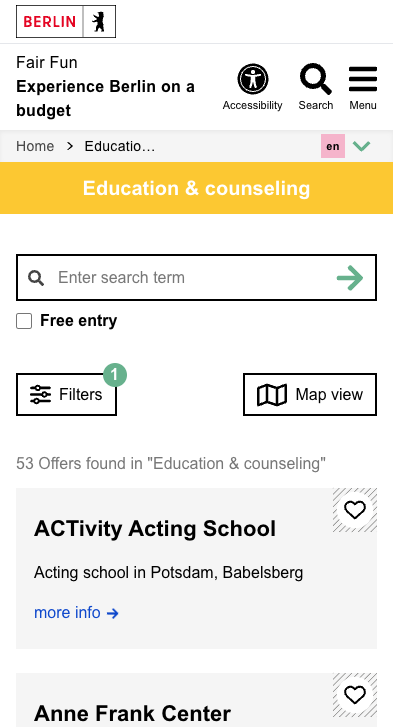 BERLIN
Fair Fun
Experience Berlin on a
budget
Accessibility
Search
Menu
Home
Educatio…
en
Education & counseling
Enter search term
Free entry
Filters
1
Map view
53 Offers found in "Education & counseling"
ACTivity Acting School
Acting school in Potsdam, Babelsberg
more info
Anne Frank Center